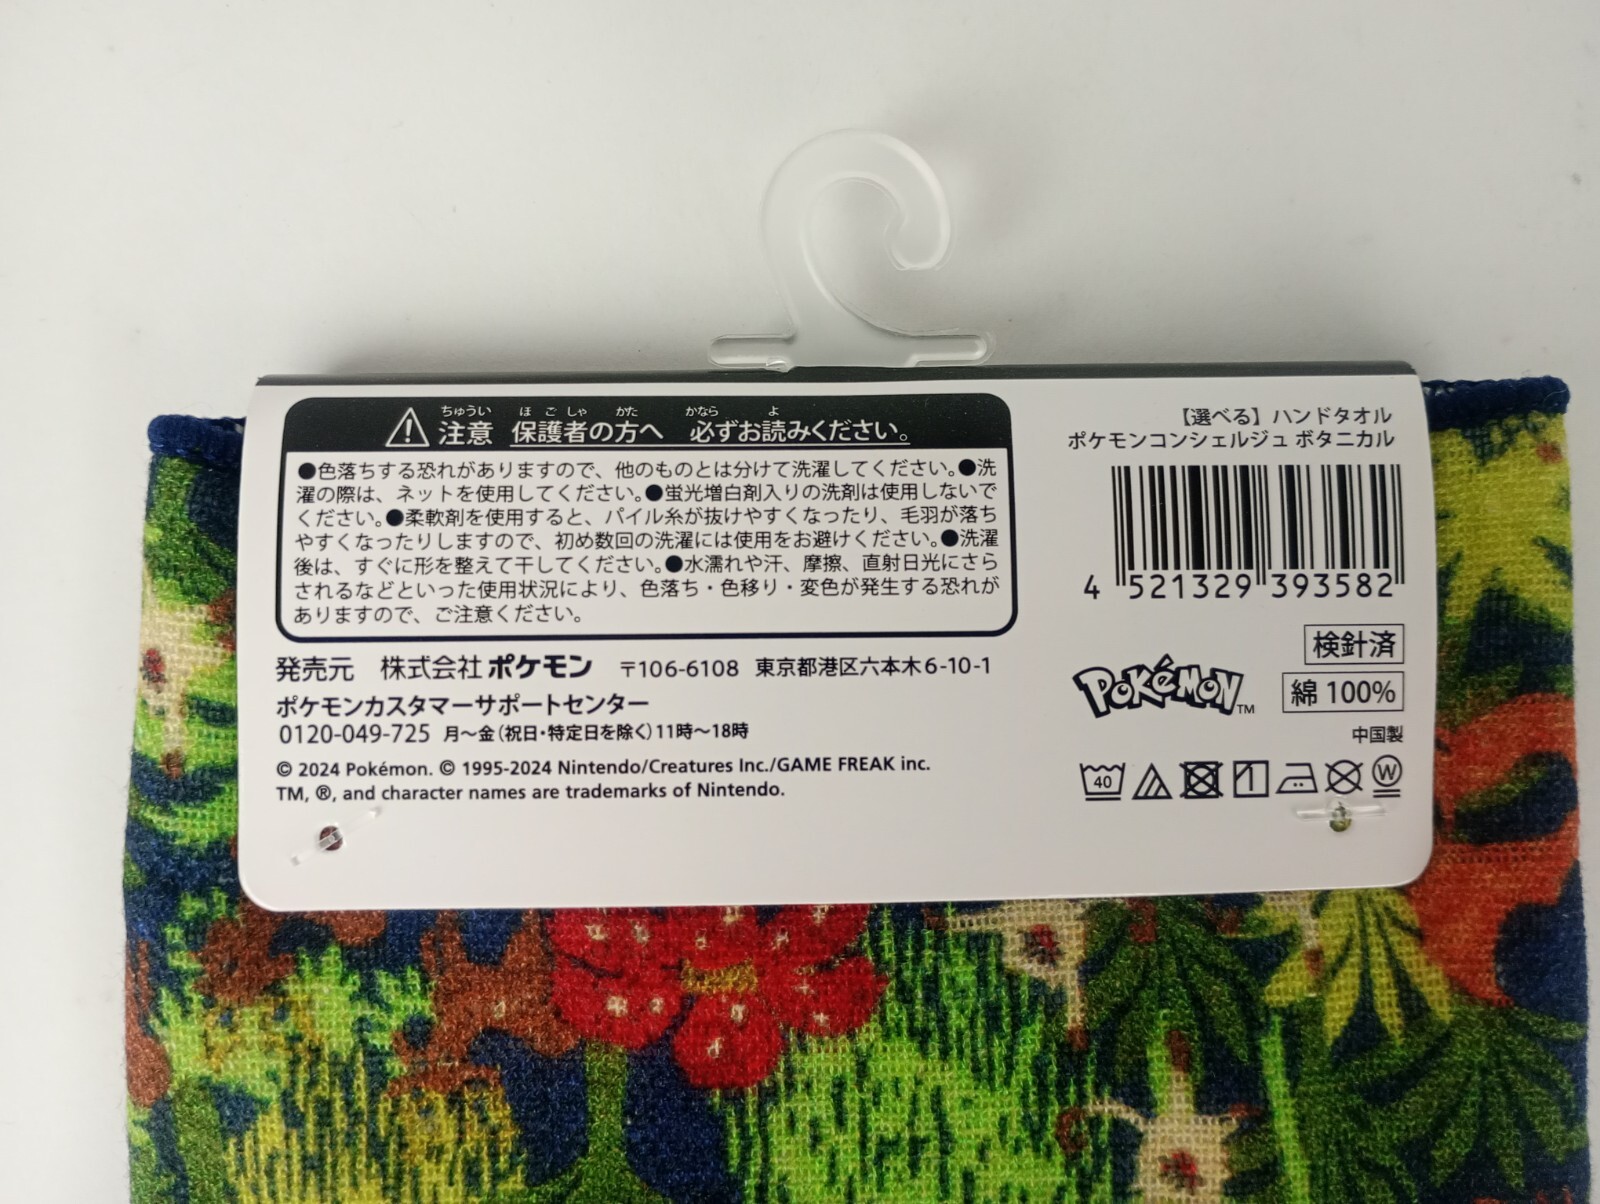 ちゅうい ほごしゃ かた かなら よ
注意 保護者の方へ 必ずお読みください。
●色落ちする恐れがありますので、他のものとは分けて洗濯してください。●洗
濯の際は、ネットを使用してください。●蛍光増白剤入りの洗剤は使用しないで
ください。●柔軟剤を使用すると、パイル糸が抜けやすくなったり、毛羽が落ち
やすくなったりしますので、初め数回の洗濯には使用をお避けください。●洗濯
後は、すぐに形を整えて干してください。●水濡れや汗、摩擦、直射日光にさら
されるなどといった使用状況により、色落ち・色移り・変色が発生する恐れが
ありますので、ご注意ください。
発売元 株式会社ポケモン 〒106-6108 東京都港区六本木6-10-1
ポケモンカスタマーサポートセンター
0120-049-725 月～金(祝日・特定日を除く)11時～18時
© 2024 Pokémon. © 1995-2024 Nintendo/Creatures Inc./GAME FREAK inc.
TM, ®, and character names are trademarks of Nintendo.
【選べる】ハンドタオル
ポケモンコンシェルジュ ボタニカル
4 521329 393582
検針済
POKéMON™
綿 100%
中国製
40
W